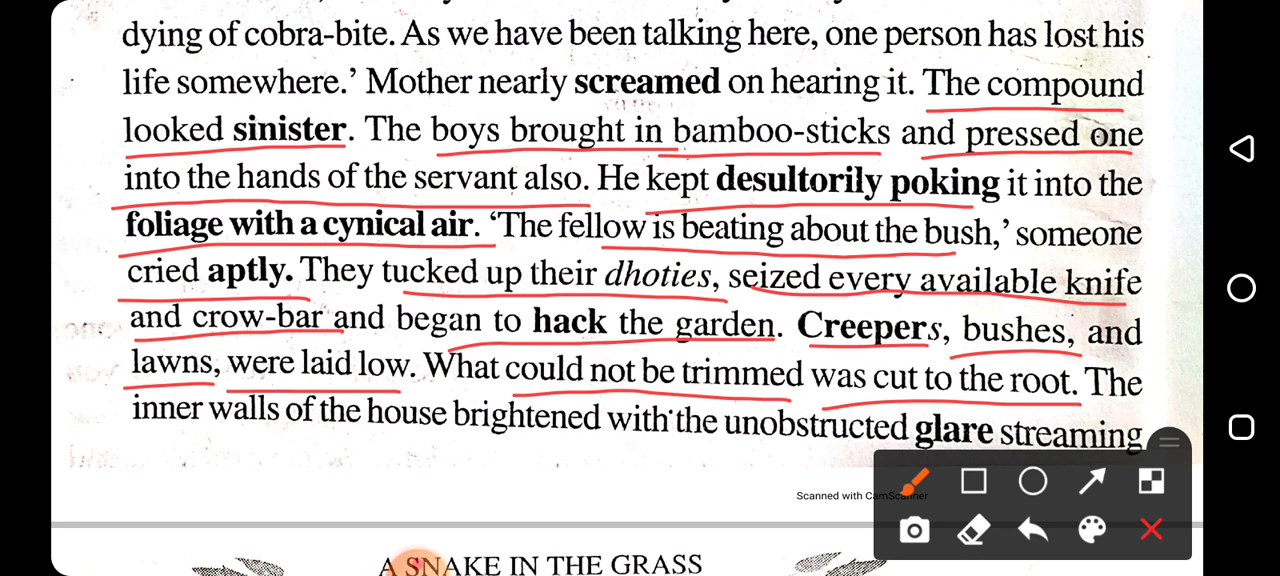 dying of cobra-bite. As we have been talking here, one person has lost his
life somewhere.’ Mother nearly screamed on hearing it. The compound
looked sinister. The boys brought in bamboo-sticks and pressed one
into the hands of the servant also. He kept desultorily poking it into the
foliage with a cynical air. ‘The fellow is beating about the bush,’ someone
cried aptly. They tucked up their dhoties, seized every available knife
and crow-bar and began to hack the garden. Creepers, bushes, and
lawns, were laid low. What could not be trimmed was cut to the root. The
inner walls of the house brightened with the unobstructed glare streaming
Scanned with CamScanner
A SNAKE IN THE GRASS